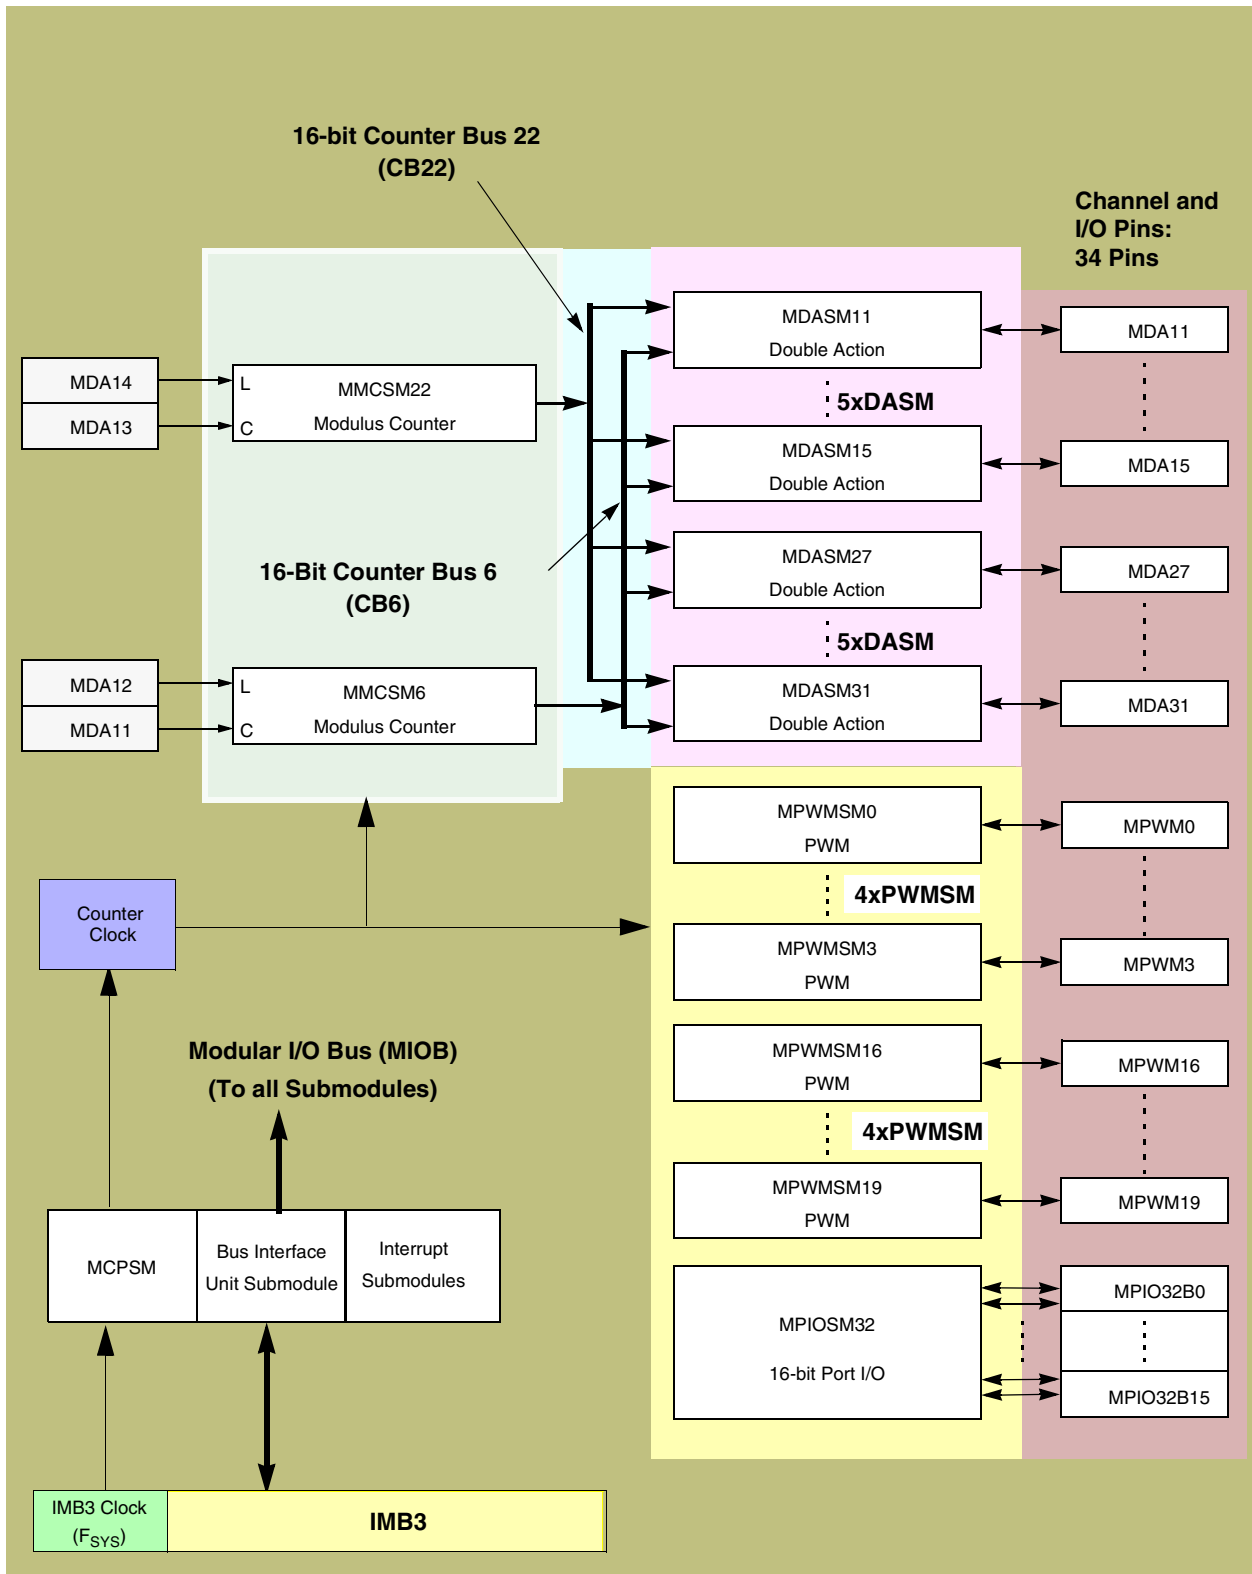 16-bit Counter Bus 22
(CB22)
Channel and
I/O Pins:
34 Pins
MDA14
MDA13
L
C
MMCSM22
Modulus Counter
MDASM11
Double Action
MDA11
5xDASM
MDASM15
Double Action
MDA15
16-Bit Counter Bus 6
(CB6)
MDASM27
Double Action
MDA27
5xDASM
MDA12
MDA11
L
C
MMCSM6
Modulus Counter
MDASM31
Double Action
MDA31
MPWMSM0
PWM
MPWM0
4xPWMSM
Counter
Clock
MPWMSM3
PWM
MPWM3
Modular I/O Bus (MIOB)
(To all Submodules)
MPWMSM16
PWM
MPWM16
4xPWMSM
MPWMSM19
PWM
MPWM19
MCPSM
Bus Interface
Unit Submodule
Interrupt
Submodules
MPIOSM32
16-bit Port I/O
MPIO32B0
MPIO32B15
IMB3 Clock
(FSYS)
IMB3